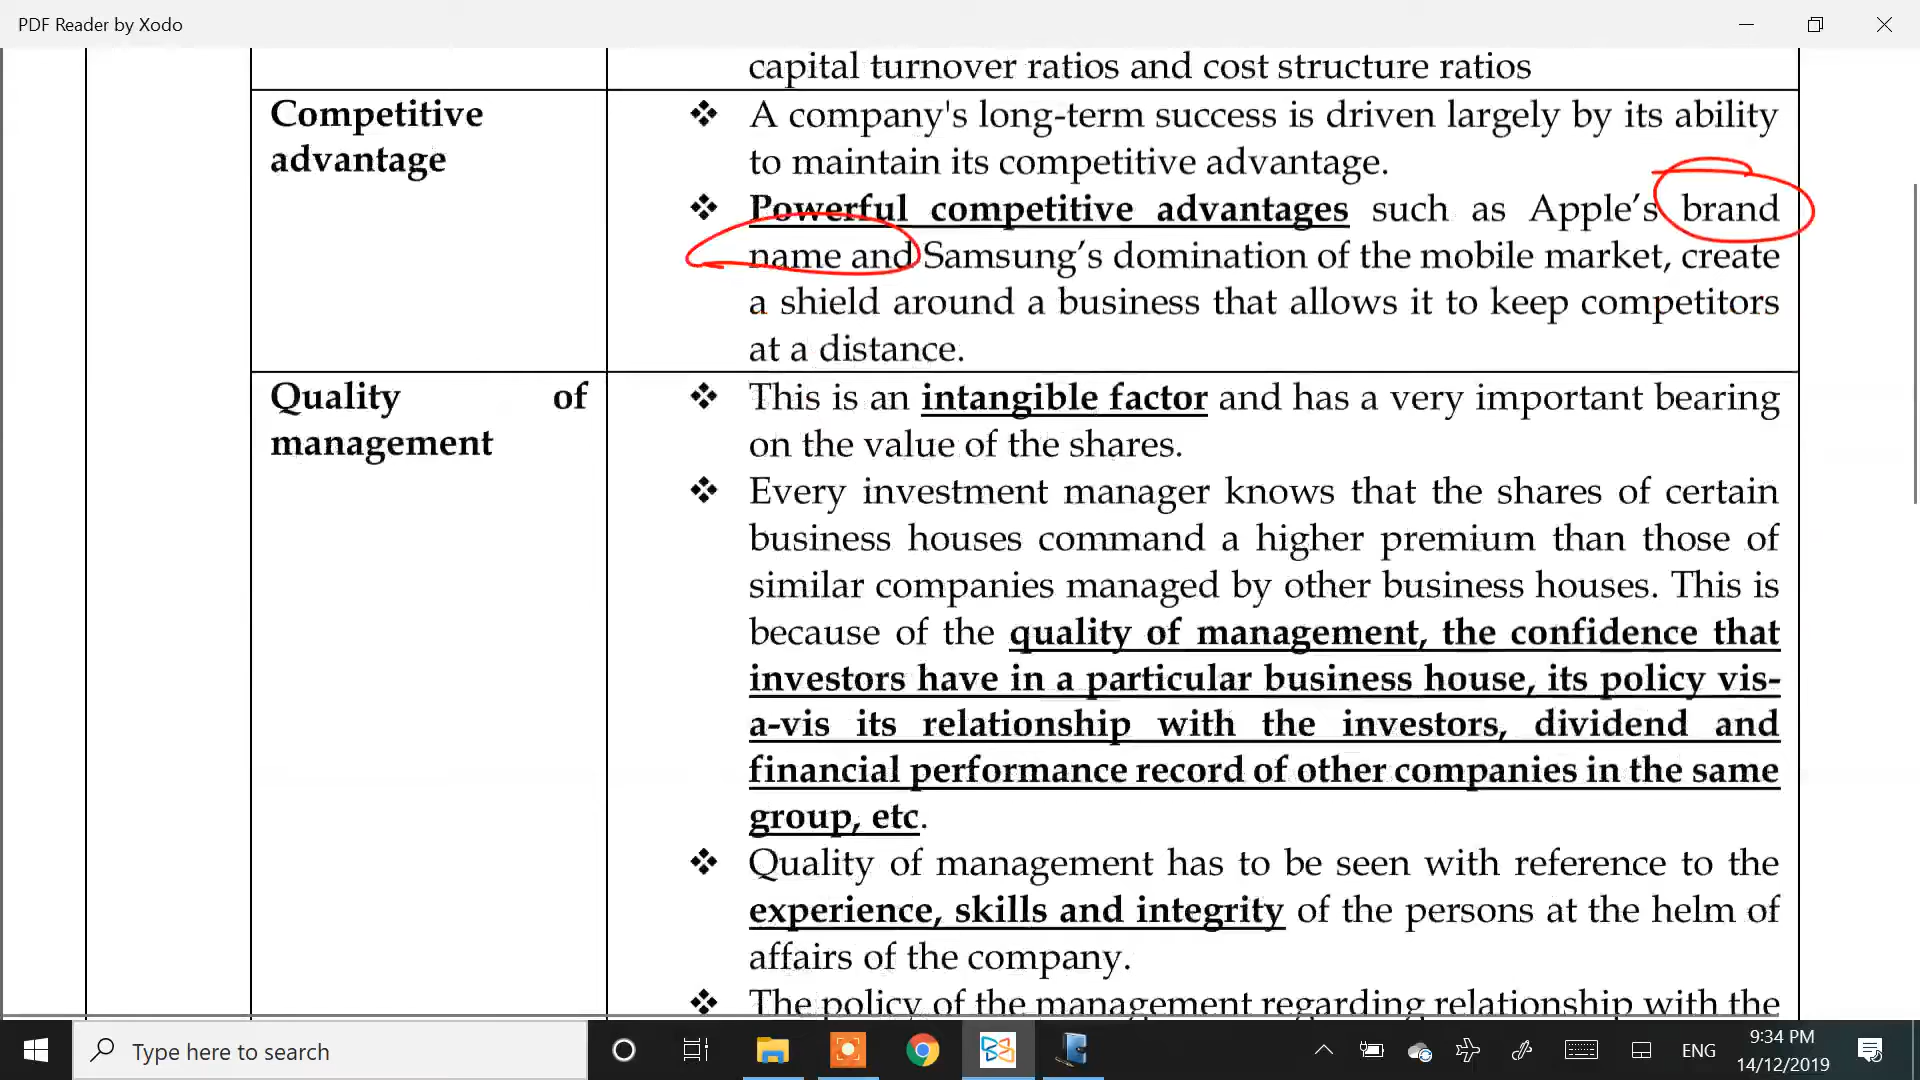 PDF Reader by Xodo
capital turnover ratios and cost structure ratios
Competitive
advantage
❖ A company's long-term success is driven largely by its ability
to maintain its competitive advantage.
❖ Powerful competitive advantages such as Apple’s brand
name and Samsung’s domination of the mobile market, create
a shield around a business that allows it to keep competitors
at a distance.
Quality of
management
❖ This is an intangible factor and has a very important bearing
on the value of the shares.
❖ Every investment manager knows that the shares of certain
business houses command a higher premium than those of
similar companies managed by other business houses. This is
because of the quality of management, the confidence that
investors have in a particular business house, its policy vis-
a-vis its relationship with the investors, dividend and
financial performance record of other companies in the same
group, etc.
❖ Quality of management has to be seen with reference to the
experience, skills and integrity of the persons at the helm of
affairs of the company.
❖ The policy of the management regarding relationship with the
Type here to search
ENG
9:34 PM
14/12/2019